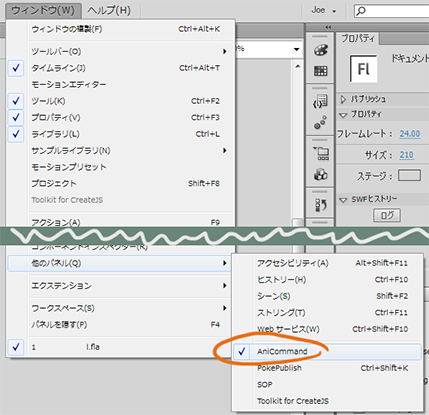 ウィンドウ(W) ヘルプ(H) Joe
ウィンドウの複製(F) Ctrl+Alt+K
ツールバー(O)
タイムライン(J) Ctrl+Alt+T
モーションエディター
ツール(K) Ctrl+F2
プロパティ(V) Ctrl+F3
ライブラリ(L) Ctrl+L
サンプルライブラリ(N)
モーションプリセット
プロジェクト Shift+F8
Toolkit for CreateJS
アクション(A) F9
コンポーネントインスペクター(R)
他のパネル(Q)
エクステンション
ワークスペース(S)
パネルを隠す(P) F4
1 l.fla
プロパティ
Fl ドキュメント
パブリッシュ
プロパティ
フレームレート: 24.00
サイズ: 210
ステージ:
SWFヒストリー
ログ
アクセシビリティ(A) Alt+Shift+F11
ヒストリー(H) Ctrl+F10
シーン(S) Shift+F2
ストリング(T) Ctrl+F11
Web サービス(W) Ctrl+Shift+F10
AniCommand
PokePublish Ctrl+Shift+K
SOP
Toolkit for CreateJS